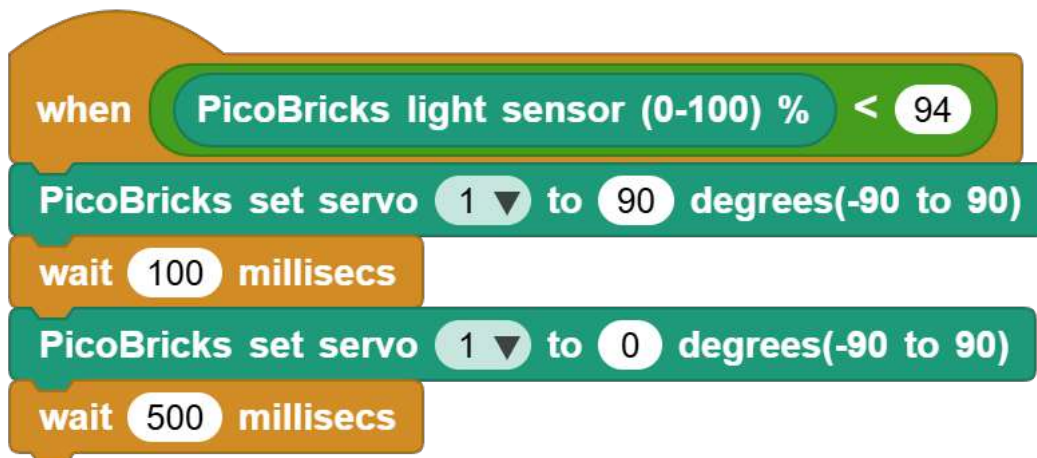 when PicoBricks light sensor (0-100) % < 94
PicoBricks set servo 1 to 90 degrees(-90 to 90)
wait 100 millisecs
PicoBricks set servo 1 to 0 degrees(-90 to 90)
wait 500 millisecs